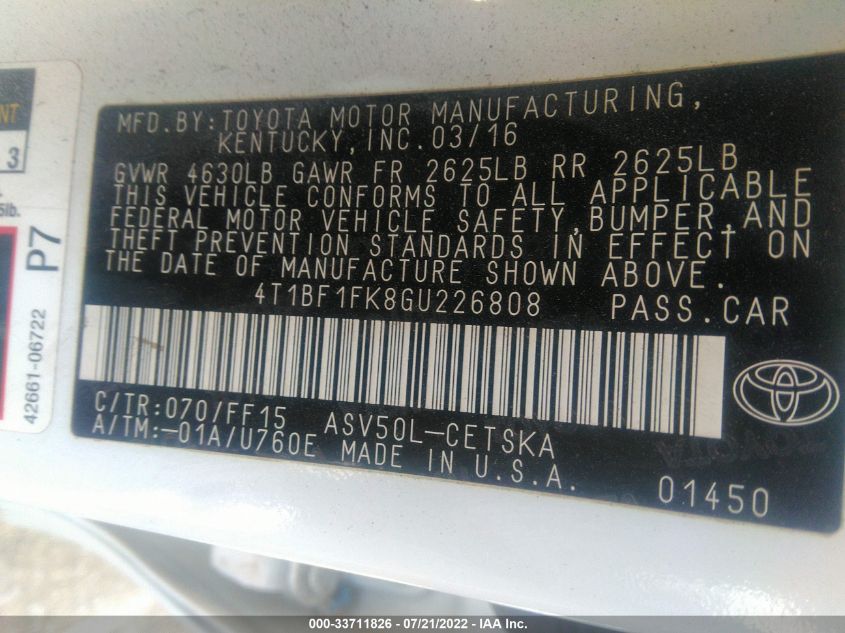 MFD.BY:TOYOTA MOTOR MANUFACTURING,
KENTUCKY,INC.03/16
GVWR 4630LB GAWR FR 2625LB RR 2625LB
THIS VEHICLE CONFORMS TO ALL APPLICABLE
FEDERAL MOTOR VEHICLE SAFETY,BUMPER,AND
THEFT PREVENTION STANDARDS IN EFFECT ON
THE DATE OF MANUFACTURE SHOWN ABOVE.
4T1BF1FK8GU226808 PASS.CAR
C/TR:070/FF15 ASV50L-CETSKA
A/TM:-01A/U760E MADE IN U.S.A.
01450
3
P7
42661-06722
000-33711826 - 07/21/2022 - IAA Inc.